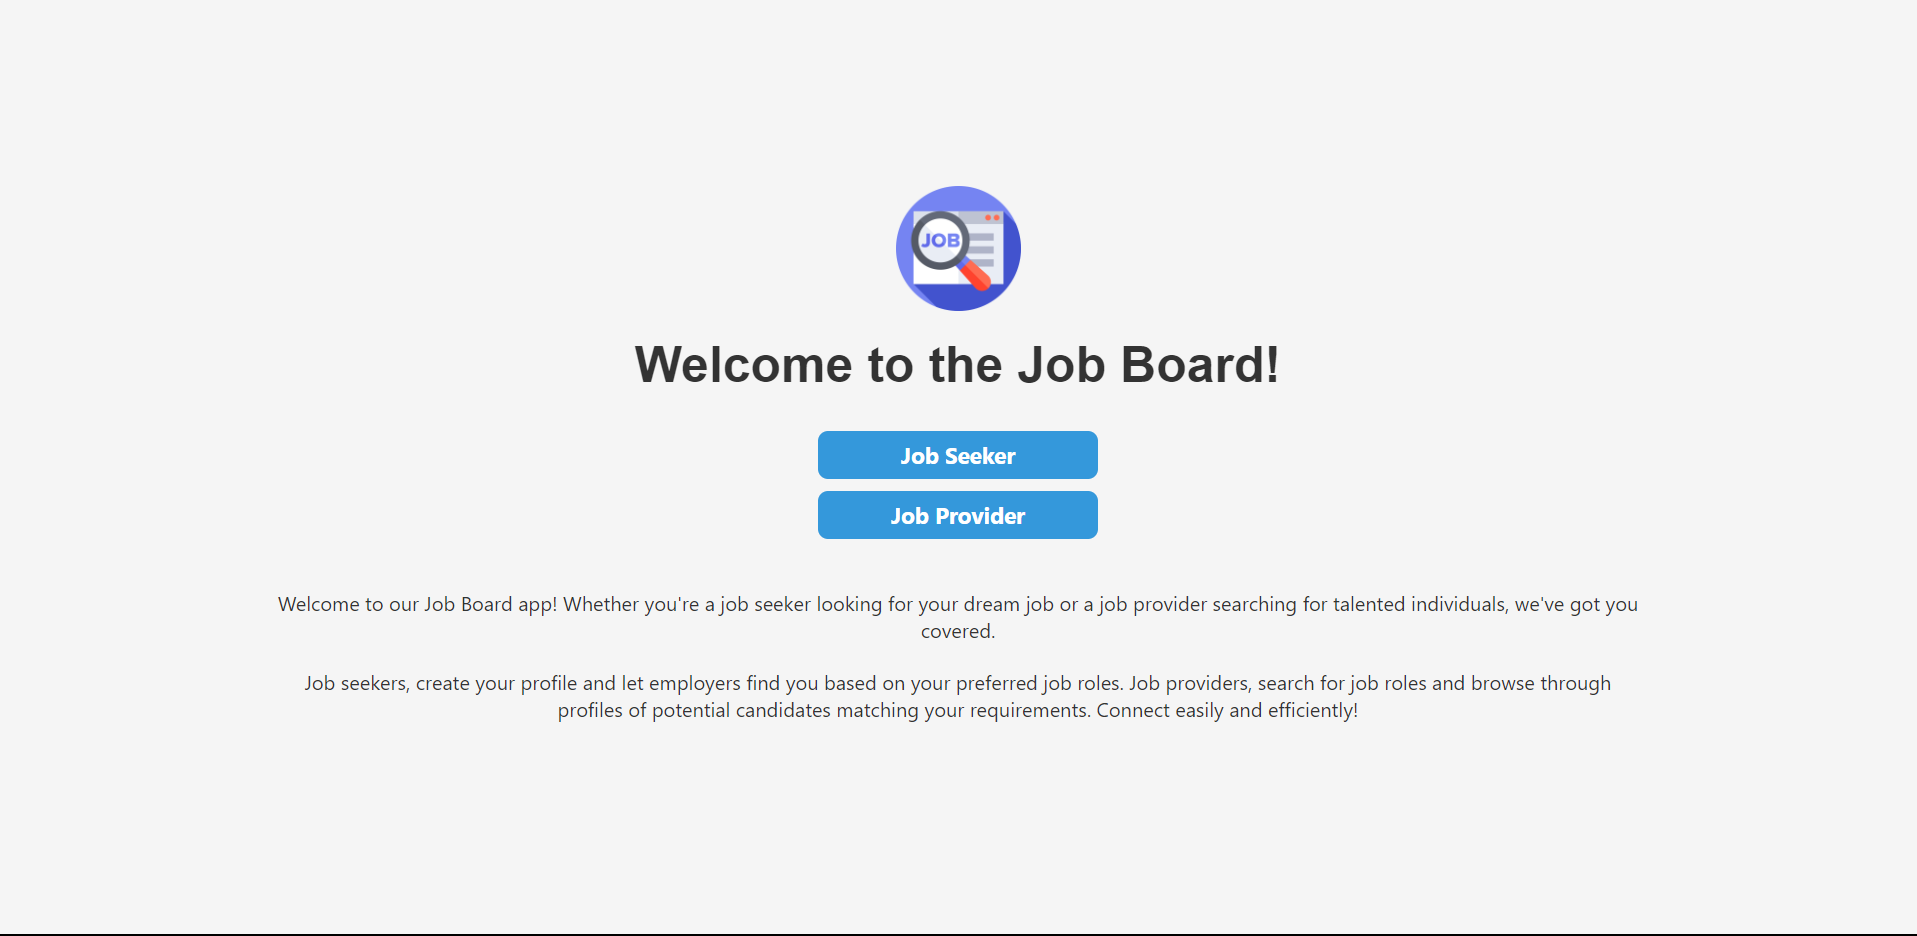 JOB
Welcome to the Job Board!
Job Seeker
Job Provider
Welcome to our Job Board app! Whether you're a job seeker looking for your dream job or a job provider searching for talented individuals, we've got you
covered.
Job seekers, create your profile and let employers find you based on your preferred job roles. Job providers, search for job roles and browse through
profiles of potential candidates matching your requirements. Connect easily and efficiently!